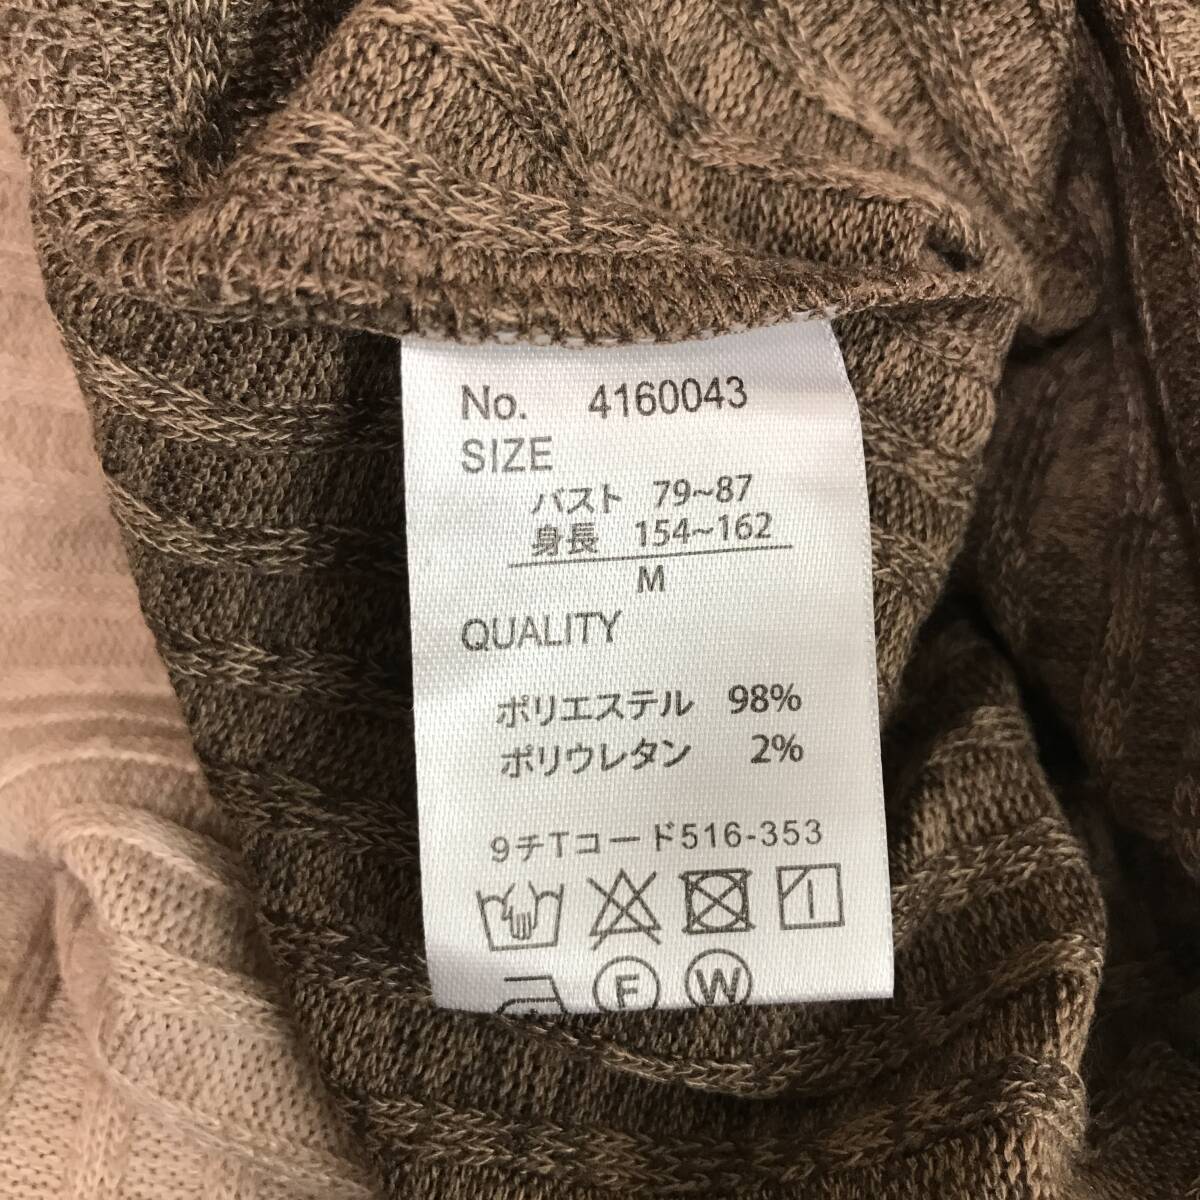 No. 4160043
SIZE
バスト 79~87
身長 154~162
M
QUALITY
ポリエステル 98%
ポリウレタン 2%
9チTコード516-353
F W